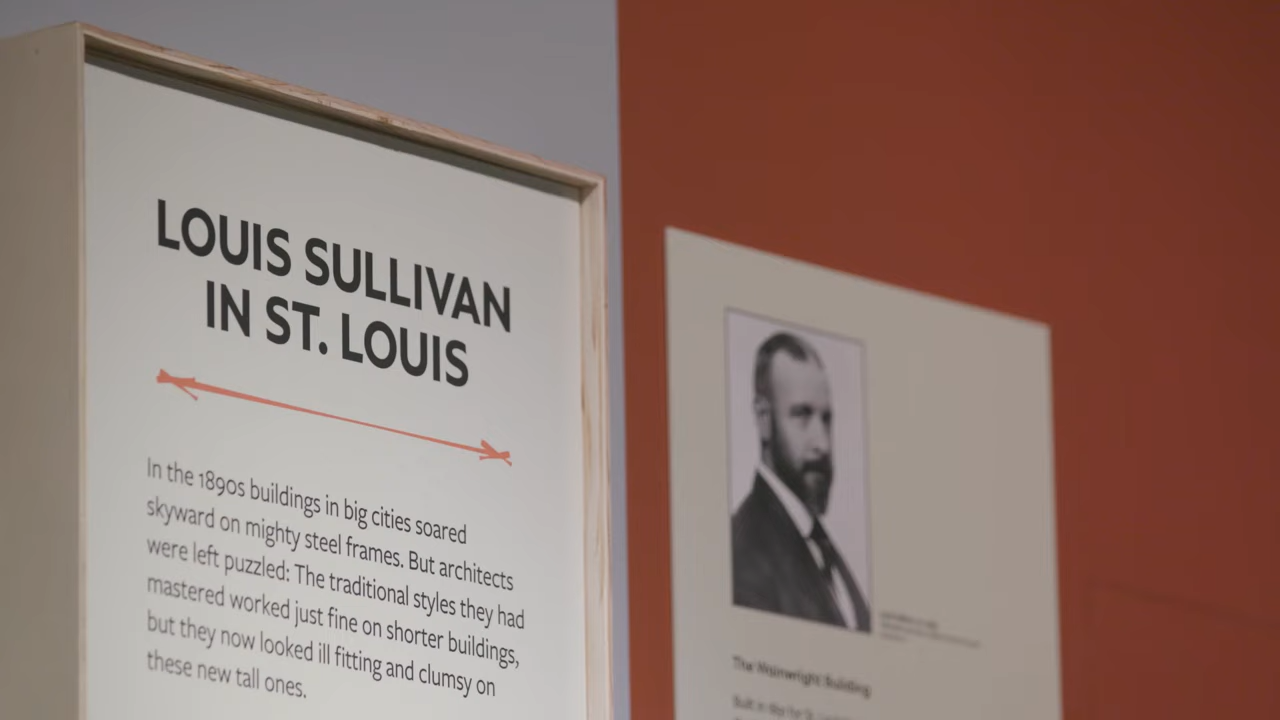 LOUIS SULLIVAN
IN ST. LOUIS
In the 1890s buildings in big cities soared
skyward on mighty steel frames. But architects
were left puzzled: The traditional styles they had
mastered worked just fine on shorter buildings,
but they now looked ill fitting and clumsy on
these new tall ones.
The Wainwright Building
Built in